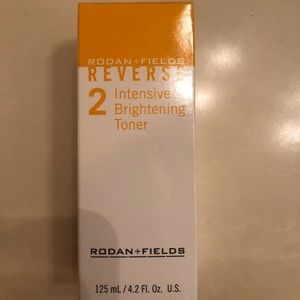 RODAN+FIELDS
REVERSE
2 Intensive
Brightening
Toner
RODAN+FIELDS
125 mL / 4.2 Fl. Oz. U.S.